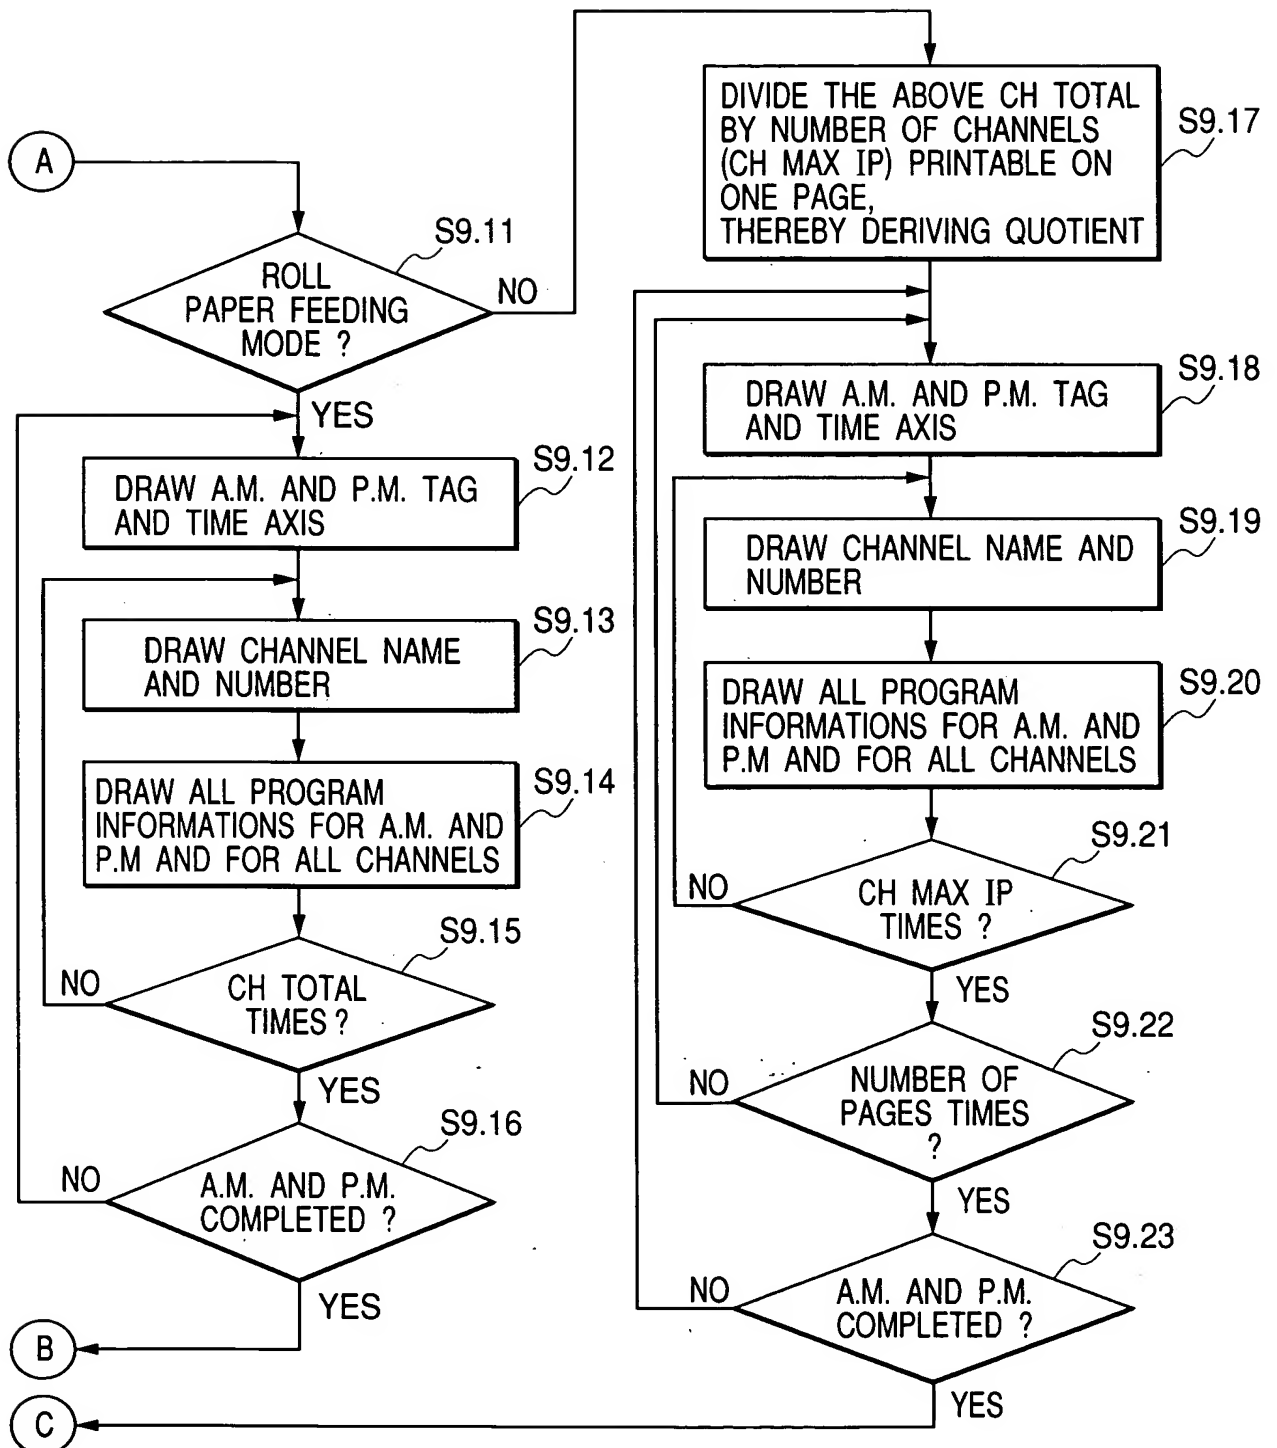 A
S9.11
ROLL
PAPER FEEDING
MODE ?
NO
YES
S9.12
DRAW A.M. AND P.M. TAG
AND TIME AXIS
S9.13
DRAW CHANNEL NAME
AND NUMBER
S9.14
DRAW ALL PROGRAM
INFORMATIONS FOR A.M. AND
P.M AND FOR ALL CHANNELS
S9.15
CH TOTAL
TIMES ?
NO
YES
S9.16
A.M. AND P.M.
COMPLETED ?
NO
YES
B
C
S9.17
DIVIDE THE ABOVE CH TOTAL
BY NUMBER OF CHANNELS
(CH MAX IP) PRINTABLE ON
ONE PAGE,
THEREBY DERIVING QUOTIENT
S9.18
DRAW A.M. AND P.M. TAG
AND TIME AXIS
S9.19
DRAW CHANNEL NAME AND
NUMBER
S9.20
DRAW ALL PROGRAM
INFORMATIONS FOR A.M. AND
P.M AND FOR ALL CHANNELS
S9.21
CH MAX IP
TIMES ?
NO
YES
S9.22
NUMBER OF
PAGES TIMES
?
NO
YES
S9.23
A.M. AND P.M.
COMPLETED ?
NO
YES